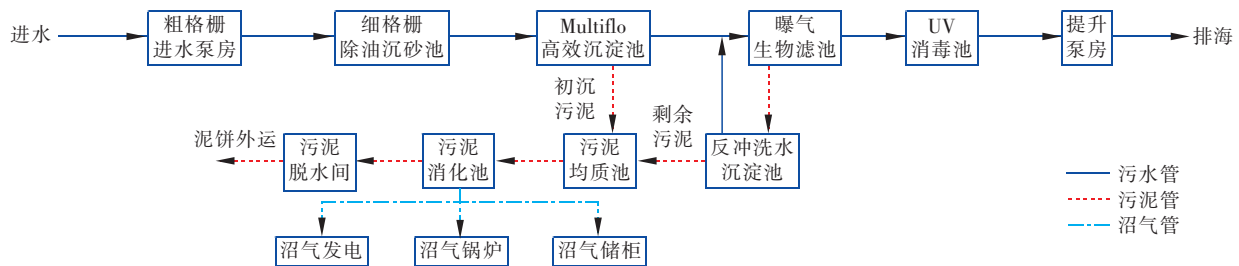 进水
粗格栅
进水泵房
细格栅
除油沉砂池
Multiflo
高效沉淀池
曝气
生物滤池
UV
消毒池
提升
泵房
排海
初沉
污泥
剩余
污泥
泥饼外运
污泥
脱水间
污泥
消化池
污泥
均质池
反冲洗水
沉淀池
污水管
污泥管
沼气管
沼气发电
沼气锅炉
沼气储柜